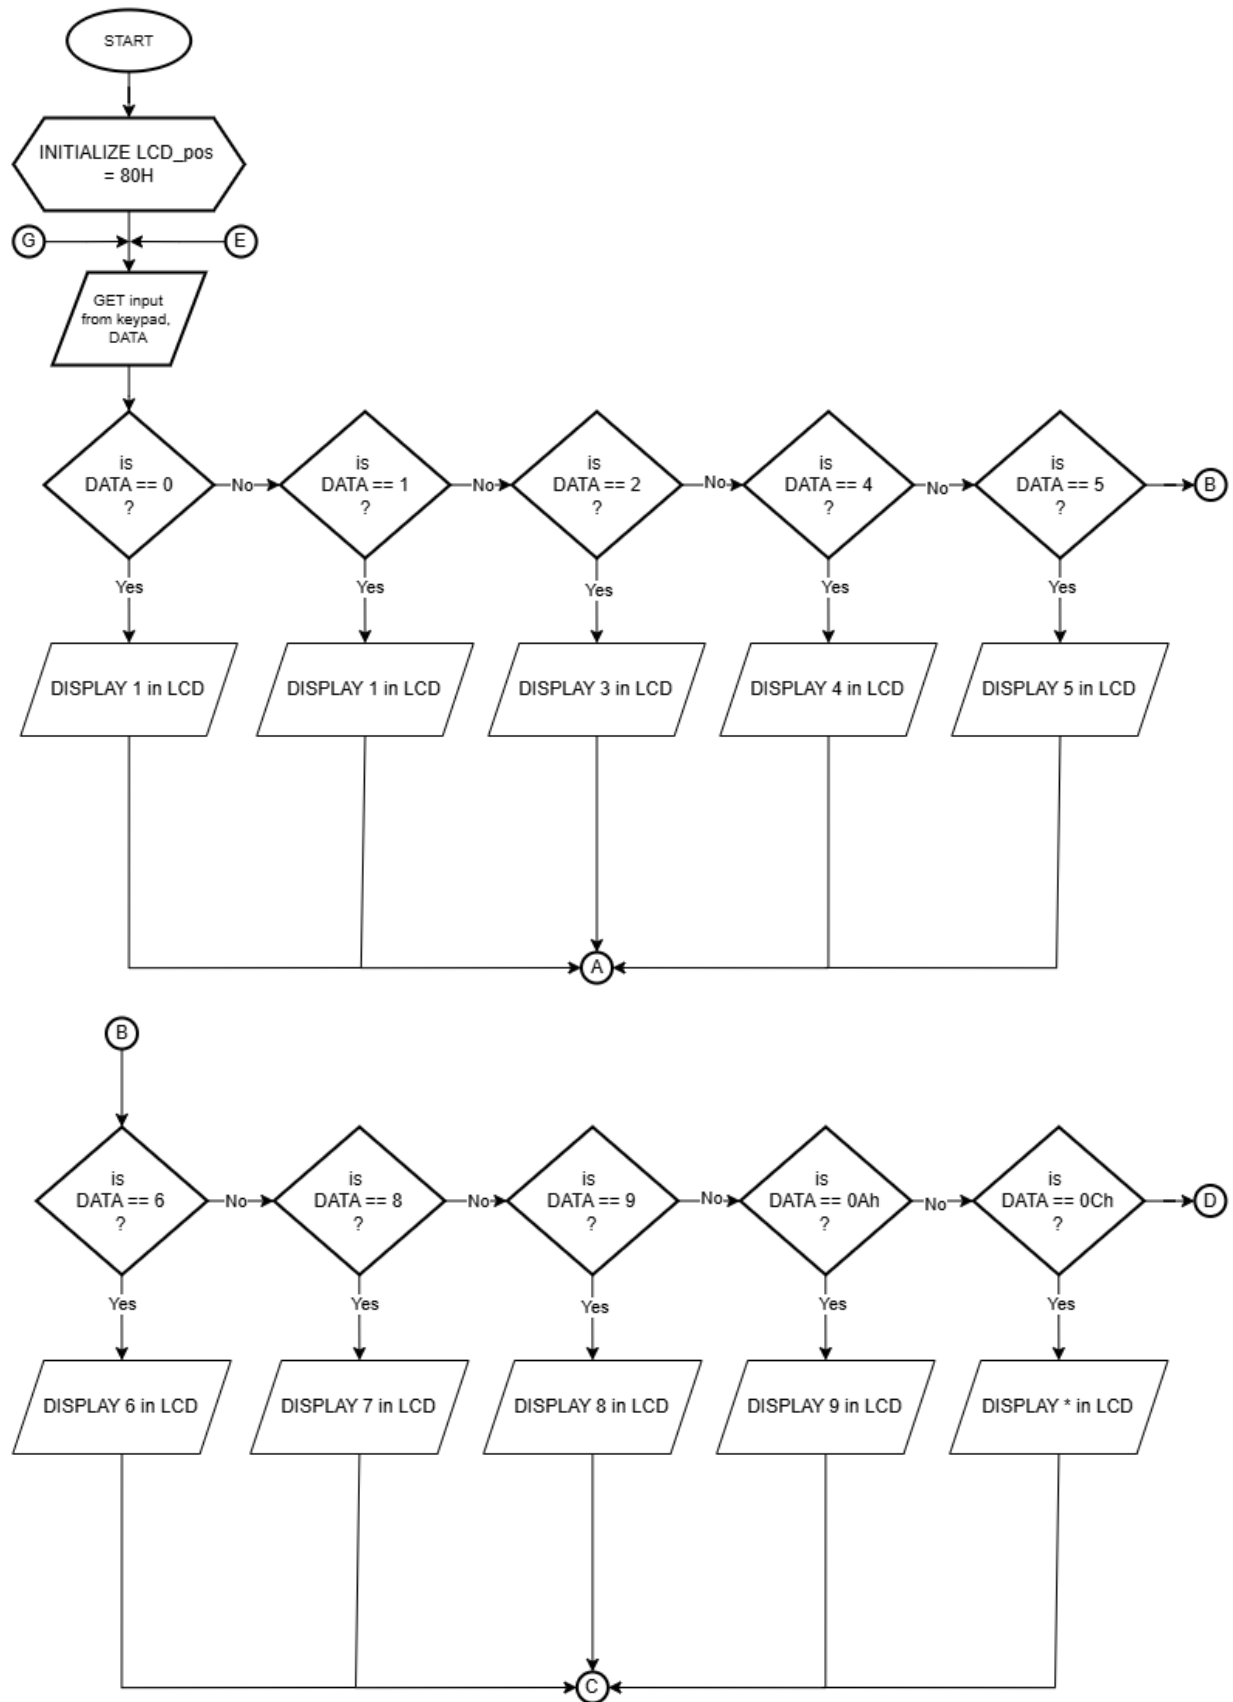 START
INITIALIZE LCD_pos
= 80H
G
E
GET input
from keypad,
DATA
is
DATA == 0
?
No
is
DATA == 1
?
No
is
DATA == 2
?
No
is
DATA == 4
?
No
is
DATA == 5
?
B
Yes
Yes
Yes
Yes
Yes
DISPLAY 1 in LCD
DISPLAY 1 in LCD
DISPLAY 3 in LCD
DISPLAY 4 in LCD
DISPLAY 5 in LCD
A
B
is
DATA == 6
?
No
is
DATA == 8
?
No
is
DATA == 9
?
No
is
DATA == 0Ah
?
No
is
DATA == 0Ch
?
D
Yes
Yes
Yes
Yes
Yes
DISPLAY 6 in LCD
DISPLAY 7 in LCD
DISPLAY 8 in LCD
DISPLAY 9 in LCD
DISPLAY * in LCD
C